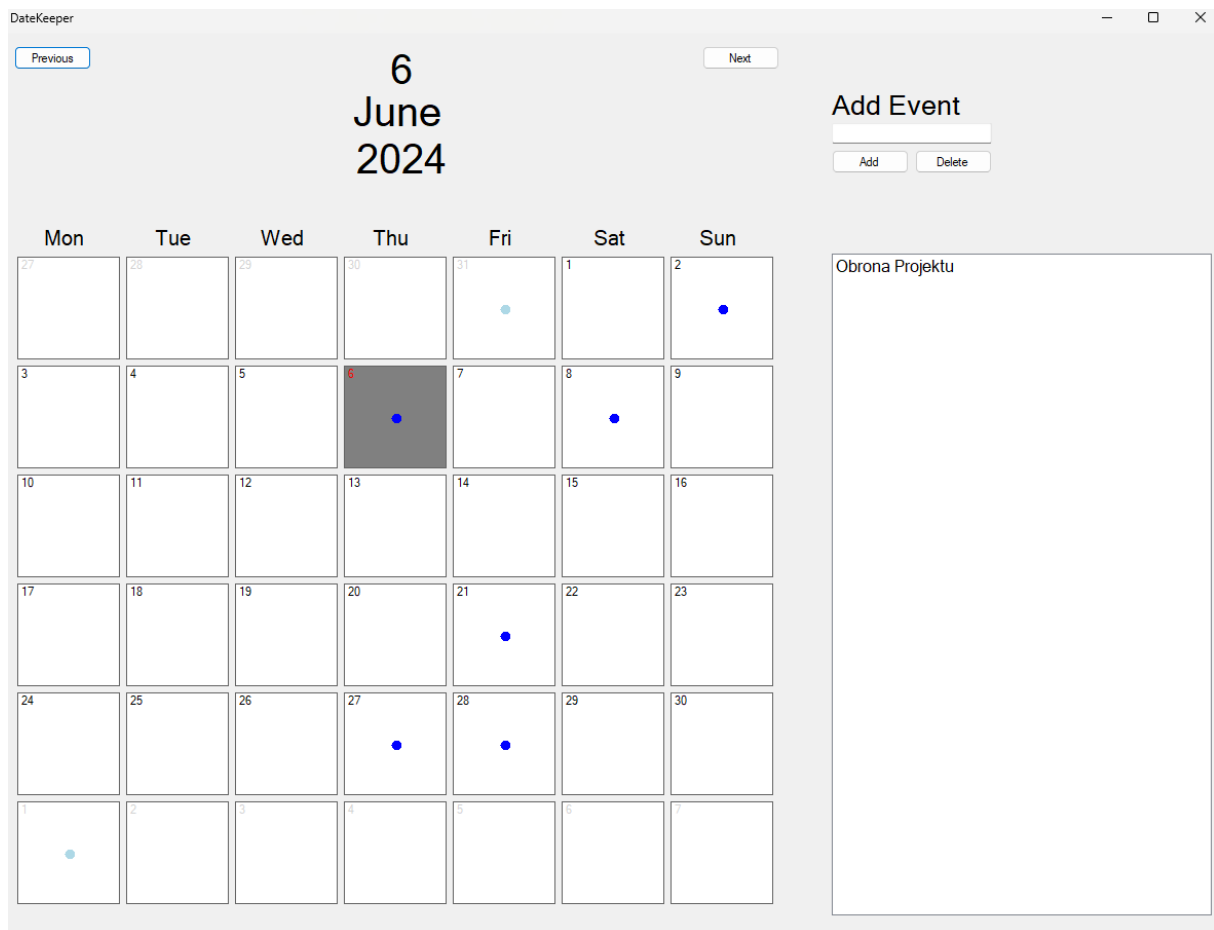 DateKeeper
Previous
6
June
2024
Next
Add Event
Add Delete
Mon Tue Wed Thu Fri Sat Sun
27 28 29 30 31 1 2
3 4 5 6 7 8 9
10 11 12 13 14 15 16
17 18 19 20 21 22 23
24 25 26 27 28 29 30
1 2 3 4 5 6 7
Obrona Projektu